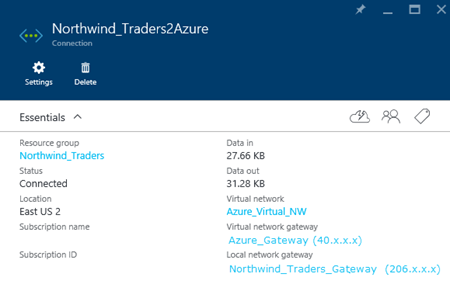 Northwind_Traders2Azure
Connection
Settings
Delete
Essentials
Resource group
Northwind_Traders
Status
Connected
Location
East US 2
Subscription name
Subscription ID
Data in
27.66 KB
Data out
31.28 KB
Virtual network
Azure_Virtual_NW
Virtual network gateway
Azure_Gateway (40.x.x.x)
Local network gateway
Northwind_Traders_Gateway (206.x.x.x)